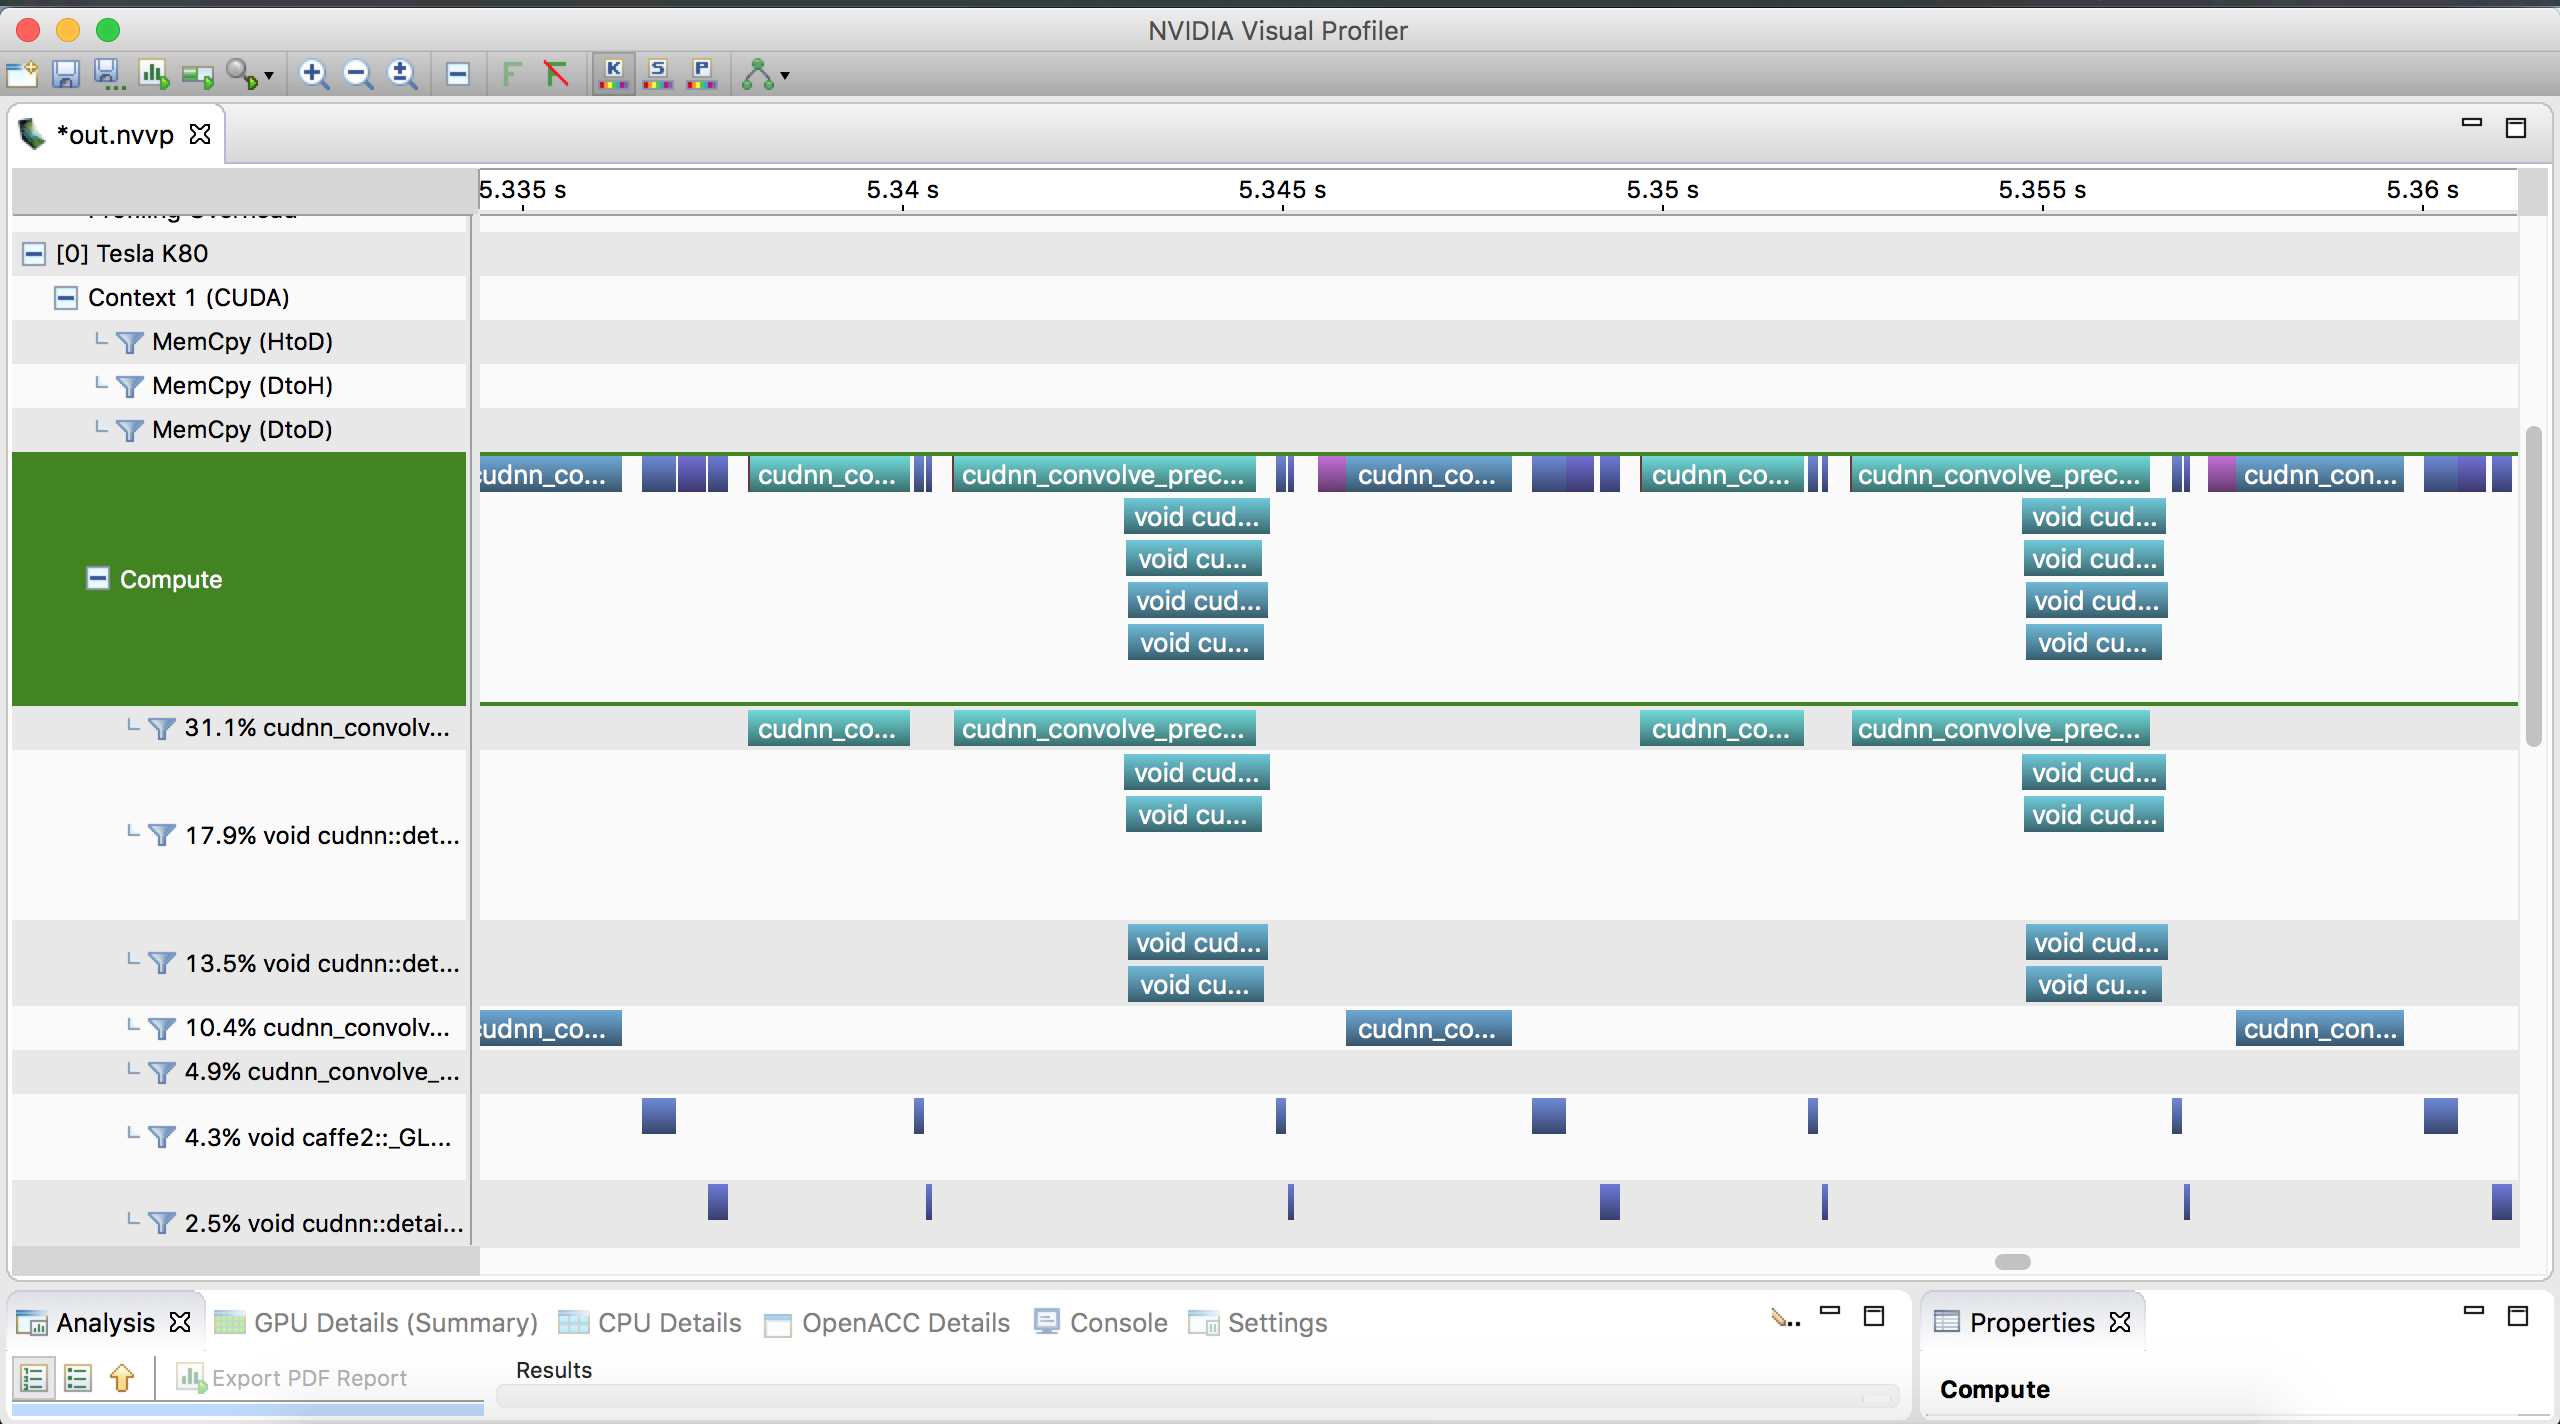 NVIDIA Visual Profiler
F
K S P
*out.nvvp
5.335 s 5.34 s 5.345 s 5.35 s 5.355 s 5.36 s
Profiling Overhead
[0] Tesla K80
Context 1 (CUDA)
MemCpy (HtoD)
MemCpy (DtoH)
MemCpy (DtoD)
cudnn_co... cudnn_co... cudnn_convolve_prec... cudnn_co... cudnn_co... cudnn_convolve_prec... cudnn_con...
void cud... void cud...
void cu... void cud...
void cud... void cud...
void cu... void cu...
Compute
31.1% cudnn_convolv... cudnn_co... cudnn_convolve_prec... cudnn_co... cudnn_convolve_prec...
void cud... void cud...
void cu... void cud...
17.9% void cudnn::det...
void cud... void cud...
13.5% void cudnn::det...
void cu... void cu...
10.4% cudnn_convolv... cudnn_co... cudnn_co... cudnn_con...
4.9% cudnn_convolve_...
4.3% void caffe2::_GL...
2.5% void cudnn::detai...
Analysis GPU Details (Summary) CPU Details OpenACC Details Console Settings Properties
Export PDF Report Results
Compute